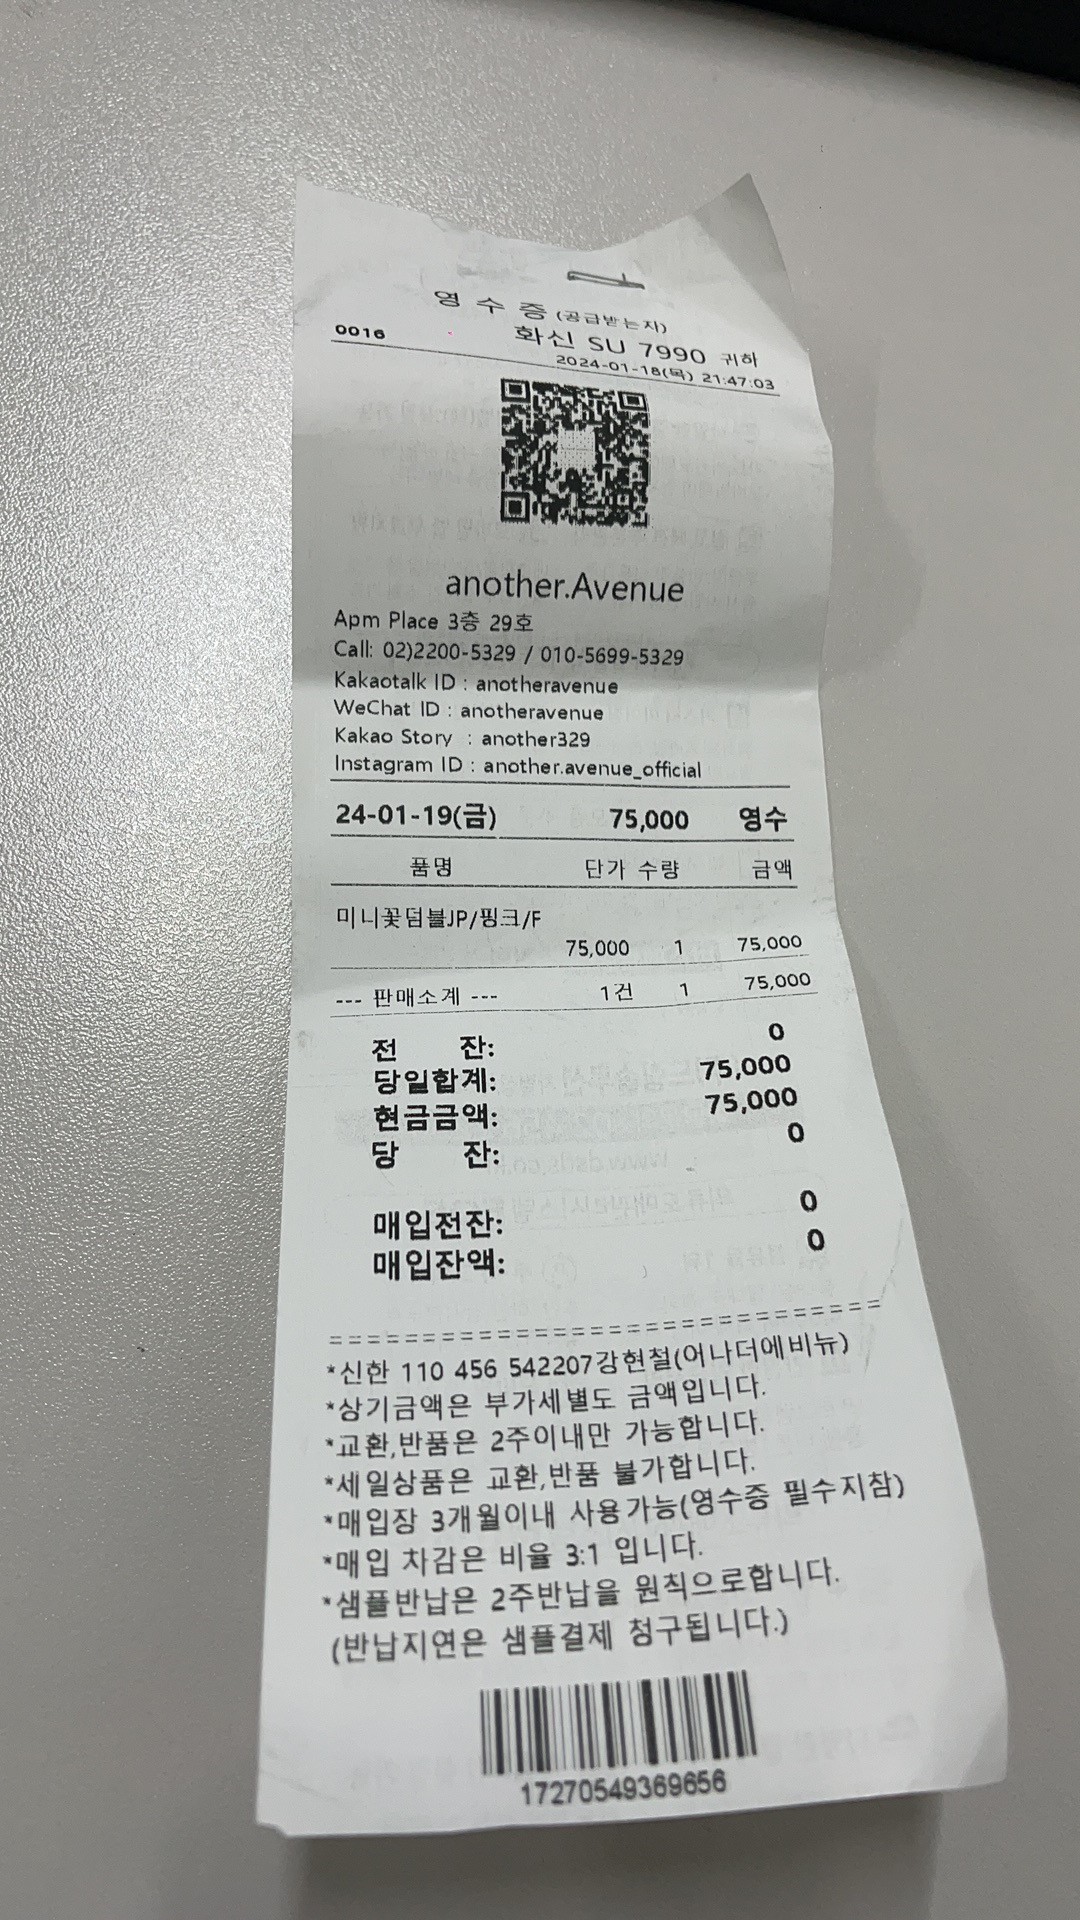 영 수 증 (공급받는자)
0016 화신 SU 7990 귀하
2024-01-18(목) 21:47:03
another.Avenue
Apm Place 3층 29호
Call: 02)2200-5329 / 010-5699-5329
Kakaotalk ID : anotheravenue
WeChat ID : anotheravenue
Kakao Story : another329
Instagram ID : another.avenue_official
24-01-19(금) 75,000 영수
품명 단가 수량 금액
미니꽃덤블JP/핑크/F
75,000 1 75,000
--- 판매소계 --- 1건 1 75,000
전 잔: 0
당일합계: 75,000
현금금액: 75,000
당 잔: 0
매입전잔: 0
매입잔액: 0
==============================
*신한 110 456 542207강현철(어나더에비뉴)
*상기금액은 부가세별도 금액입니다.
*교환,반품은 2주이내만 가능합니다.
*세일상품은 교환,반품 불가합니다.
*매입장 3개월이내 사용가능(영수증 필수지참)
*매입 차감은 비율 3:1 입니다.
*샘플반납은 2주반납을 원칙으로합니다.
(반납지연은 샘플결제 청구됩니다.)
17270549369656